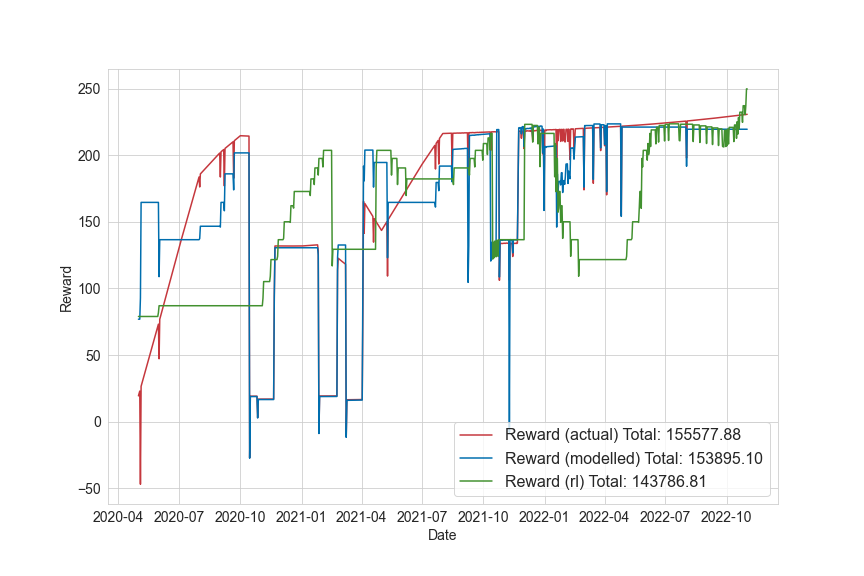 250
200
150
100
50
0
−50
Reward
Reward (actual) Total: 155577.88
Reward (modelled) Total: 153895.10
Reward (rl) Total: 143786.81
2020-04 2020-07 2020-10 2021-01 2021-04 2021-07 2021-10 2022-01 2022-04 2022-07 2022-10
Date